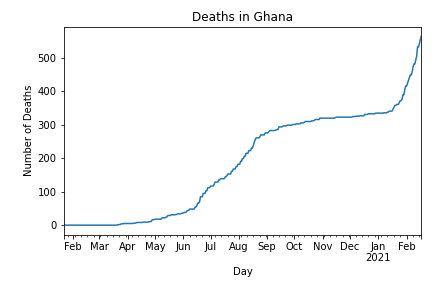 Deaths in Ghana
Number of Deaths
500
400
300
200
100
0
Feb Mar Apr May Jun Jul Aug Sep Oct Nov Dec Jan Feb
2021
Day